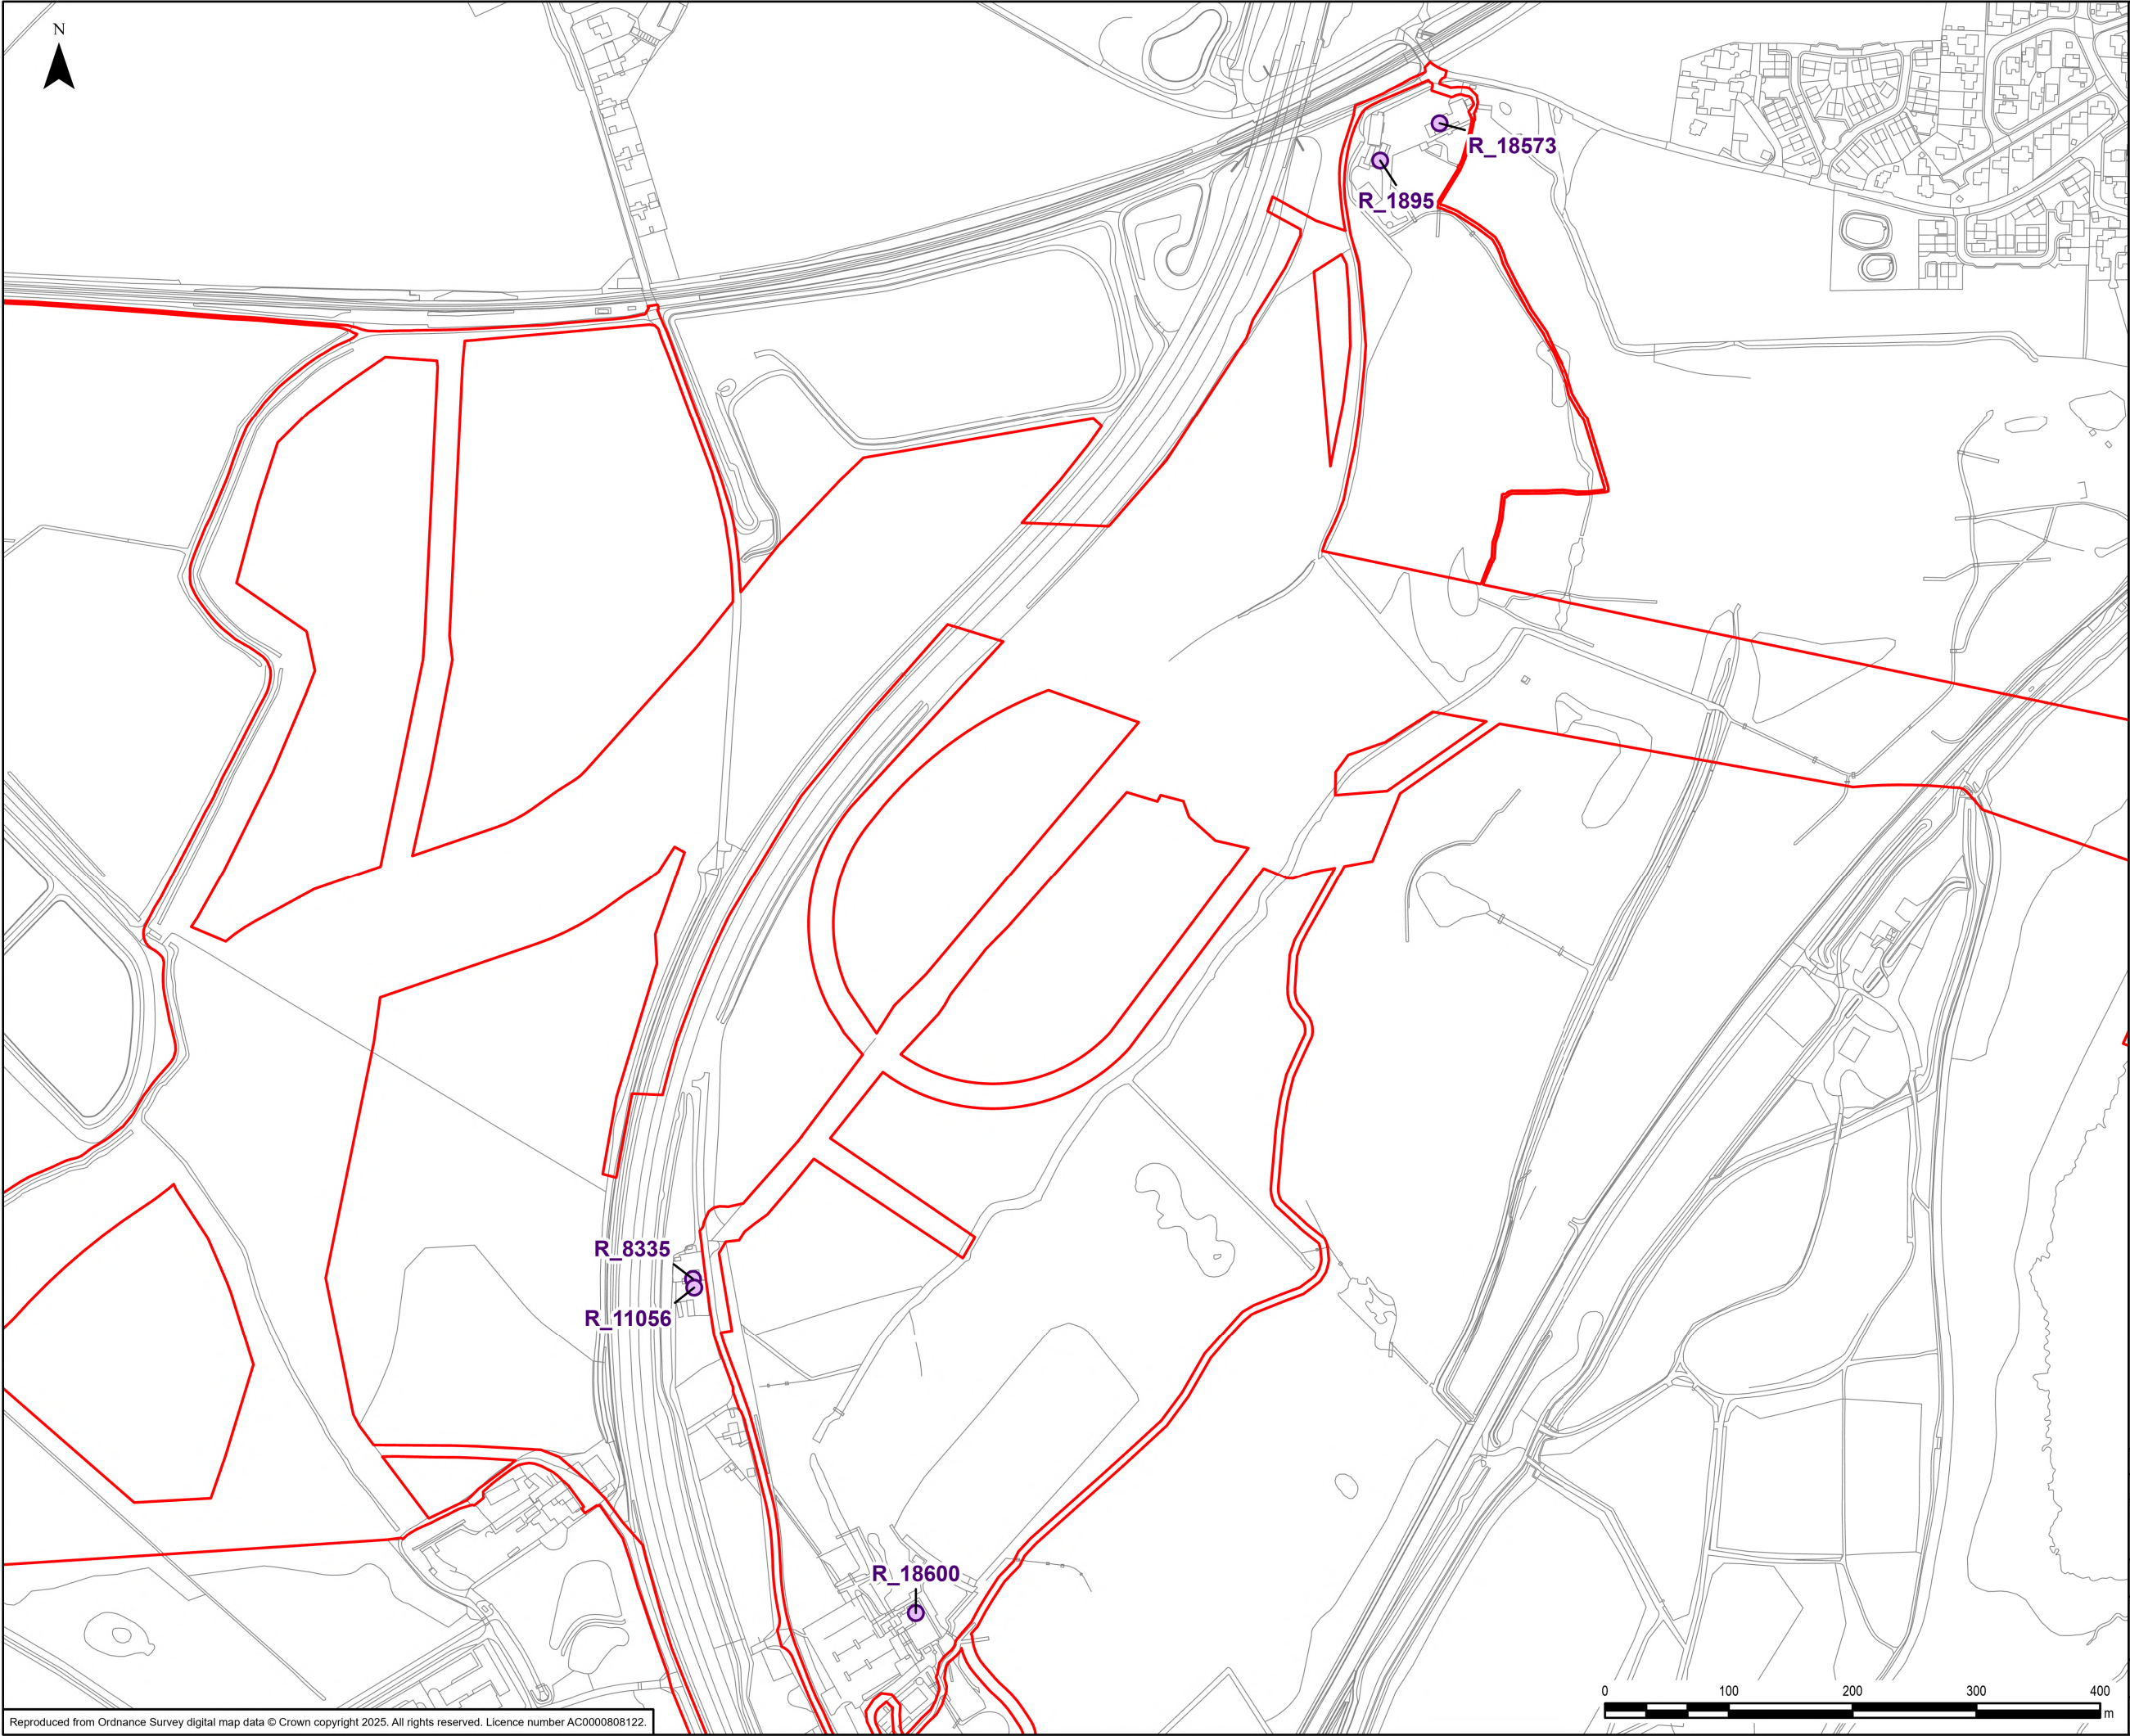 N
R_18573
R_1895
R_8335
R_11056
R_18600
0 100 200 300 400
m
Reproduced from Ordnance Survey digital map data © Crown copyright 2025. All rights reserved. Licence number AC0000808122.